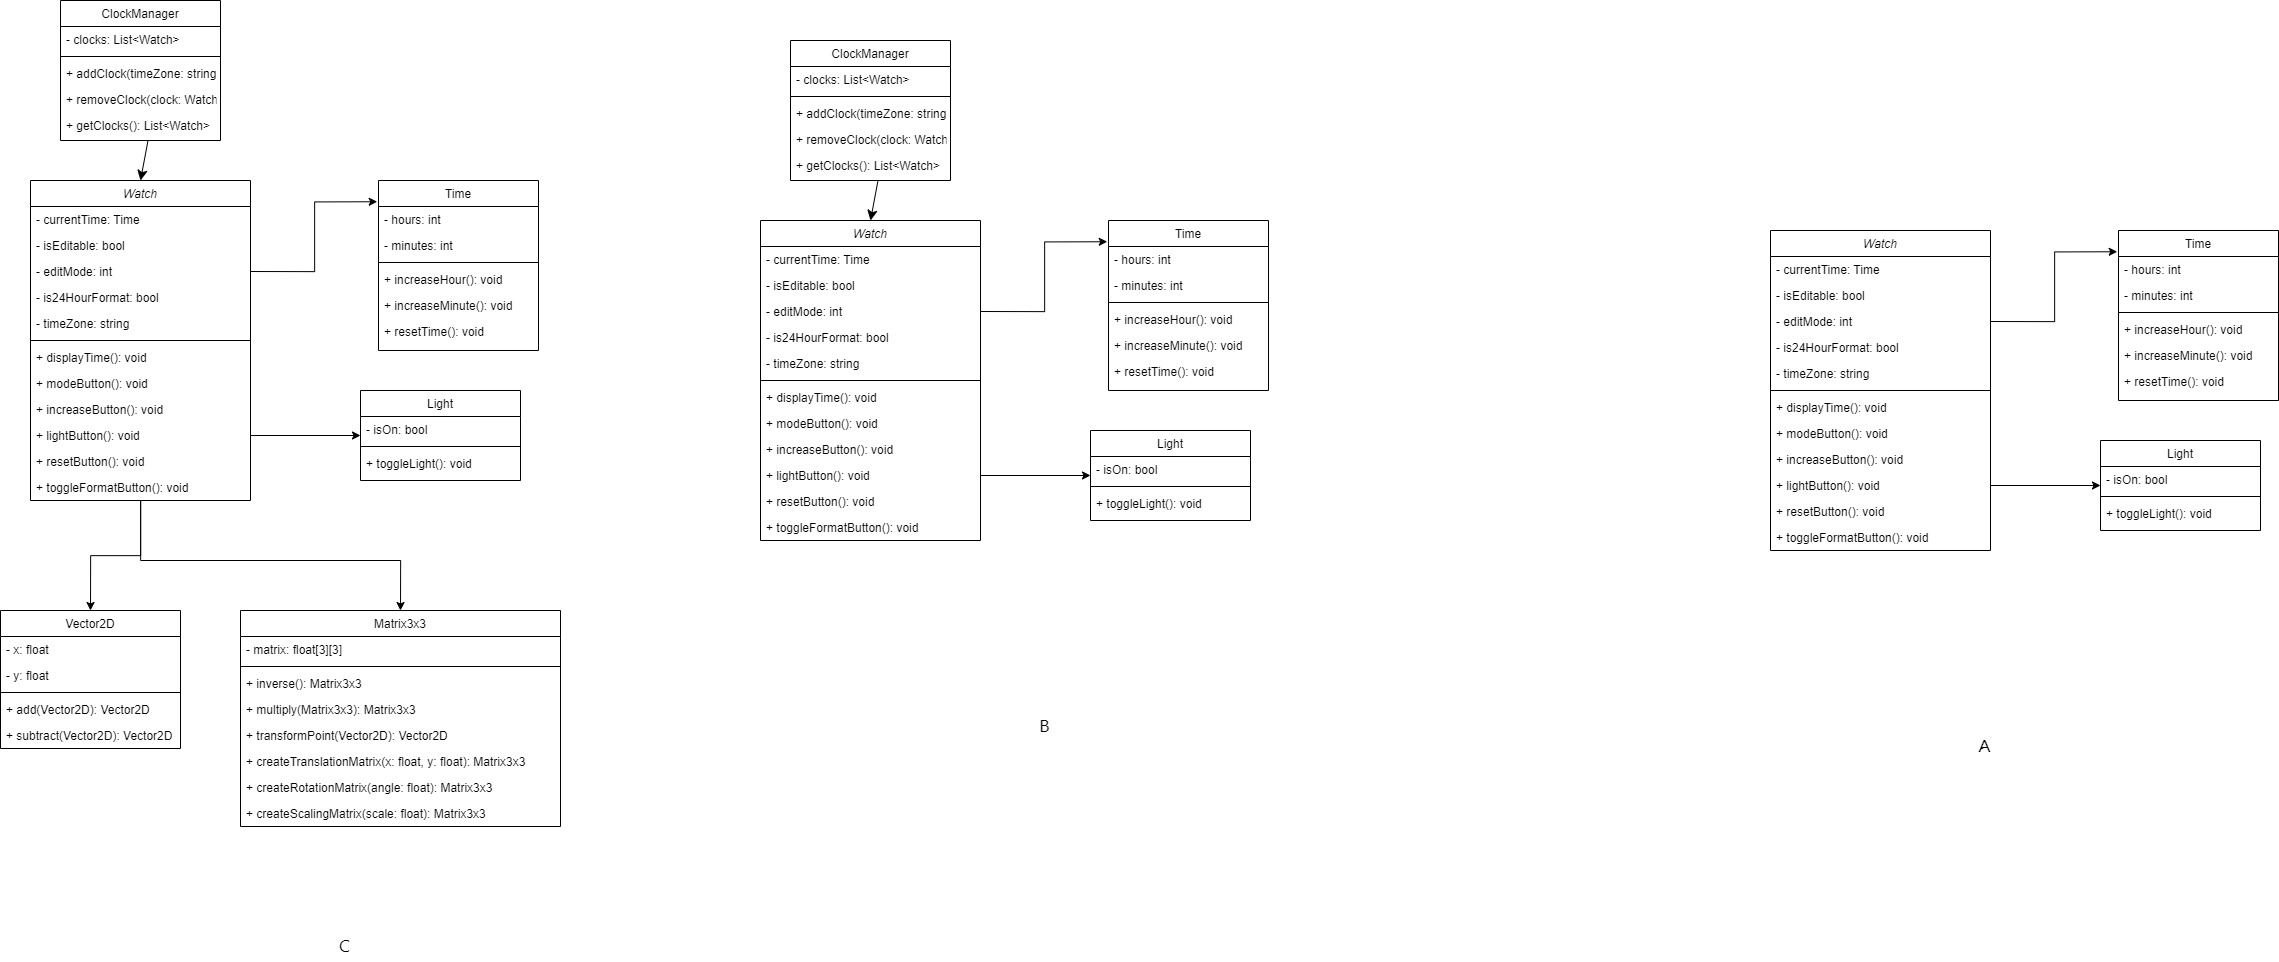 ClockManager
- clocks: List<Watch>
+ addClock(timeZone: string
+ removeClock(clock: Watch
+ getClocks(): List<Watch>
Watch
- currentTime: Time
- isEditable: bool
- editMode: int
- is24HourFormat: bool
- timeZone: string
+ displayTime(): void
+ modeButton(): void
+ increaseButton(): void
+ lightButton(): void
+ resetButton(): void
+ toggleFormatButton(): void
Time
- hours: int
- minutes: int
+ increaseHour(): void
+ increaseMinute(): void
+ resetTime(): void
Light
- isOn: bool
+ toggleLight(): void
Vector2D
- x: float
- y: float
+ add(Vector2D): Vector2D
+ subtract(Vector2D): Vector2D
Matrix3x3
- matrix: float[3][3]
+ inverse(): Matrix3x3
+ multiply(Matrix3x3): Matrix3x3
+ transformPoint(Vector2D): Vector2D
+ createTranslationMatrix(x: float, y: float): Matrix3x3
+ createRotationMatrix(angle: float): Matrix3x3
+ createScalingMatrix(scale: float): Matrix3x3
C
ClockManager
- clocks: List<Watch>
+ addClock(timeZone: string
+ removeClock(clock: Watch
+ getClocks(): List<Watch>
Watch
- currentTime: Time
- isEditable: bool
- editMode: int
- is24HourFormat: bool
- timeZone: string
+ displayTime(): void
+ modeButton(): void
+ increaseButton(): void
+ lightButton(): void
+ resetButton(): void
+ toggleFormatButton(): void
Time
- hours: int
- minutes: int
+ increaseHour(): void
+ increaseMinute(): void
+ resetTime(): void
Light
- isOn: bool
+ toggleLight(): void
B
Watch
- currentTime: Time
- isEditable: bool
- editMode: int
- is24HourFormat: bool
- timeZone: string
+ displayTime(): void
+ modeButton(): void
+ increaseButton(): void
+ lightButton(): void
+ resetButton(): void
+ toggleFormatButton(): void
Time
- hours: int
- minutes: int
+ increaseHour(): void
+ increaseMinute(): void
+ resetTime(): void
Light
- isOn: bool
+ toggleLight(): void
A